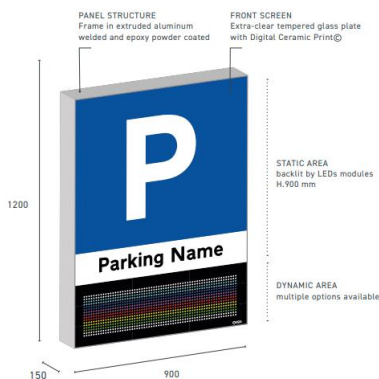 PANEL STRUCTURE
Frame in extruded aluminum
welded and epoxy powder coated
FRONT SCREEN
Extra-clear tempered glass plate
with Digital Ceramic Print©
P
Parking Name
STATIC AREA
backlit by LEDs modules
H.900 mm
DYNAMIC AREA
multiple options available
1200
150
900